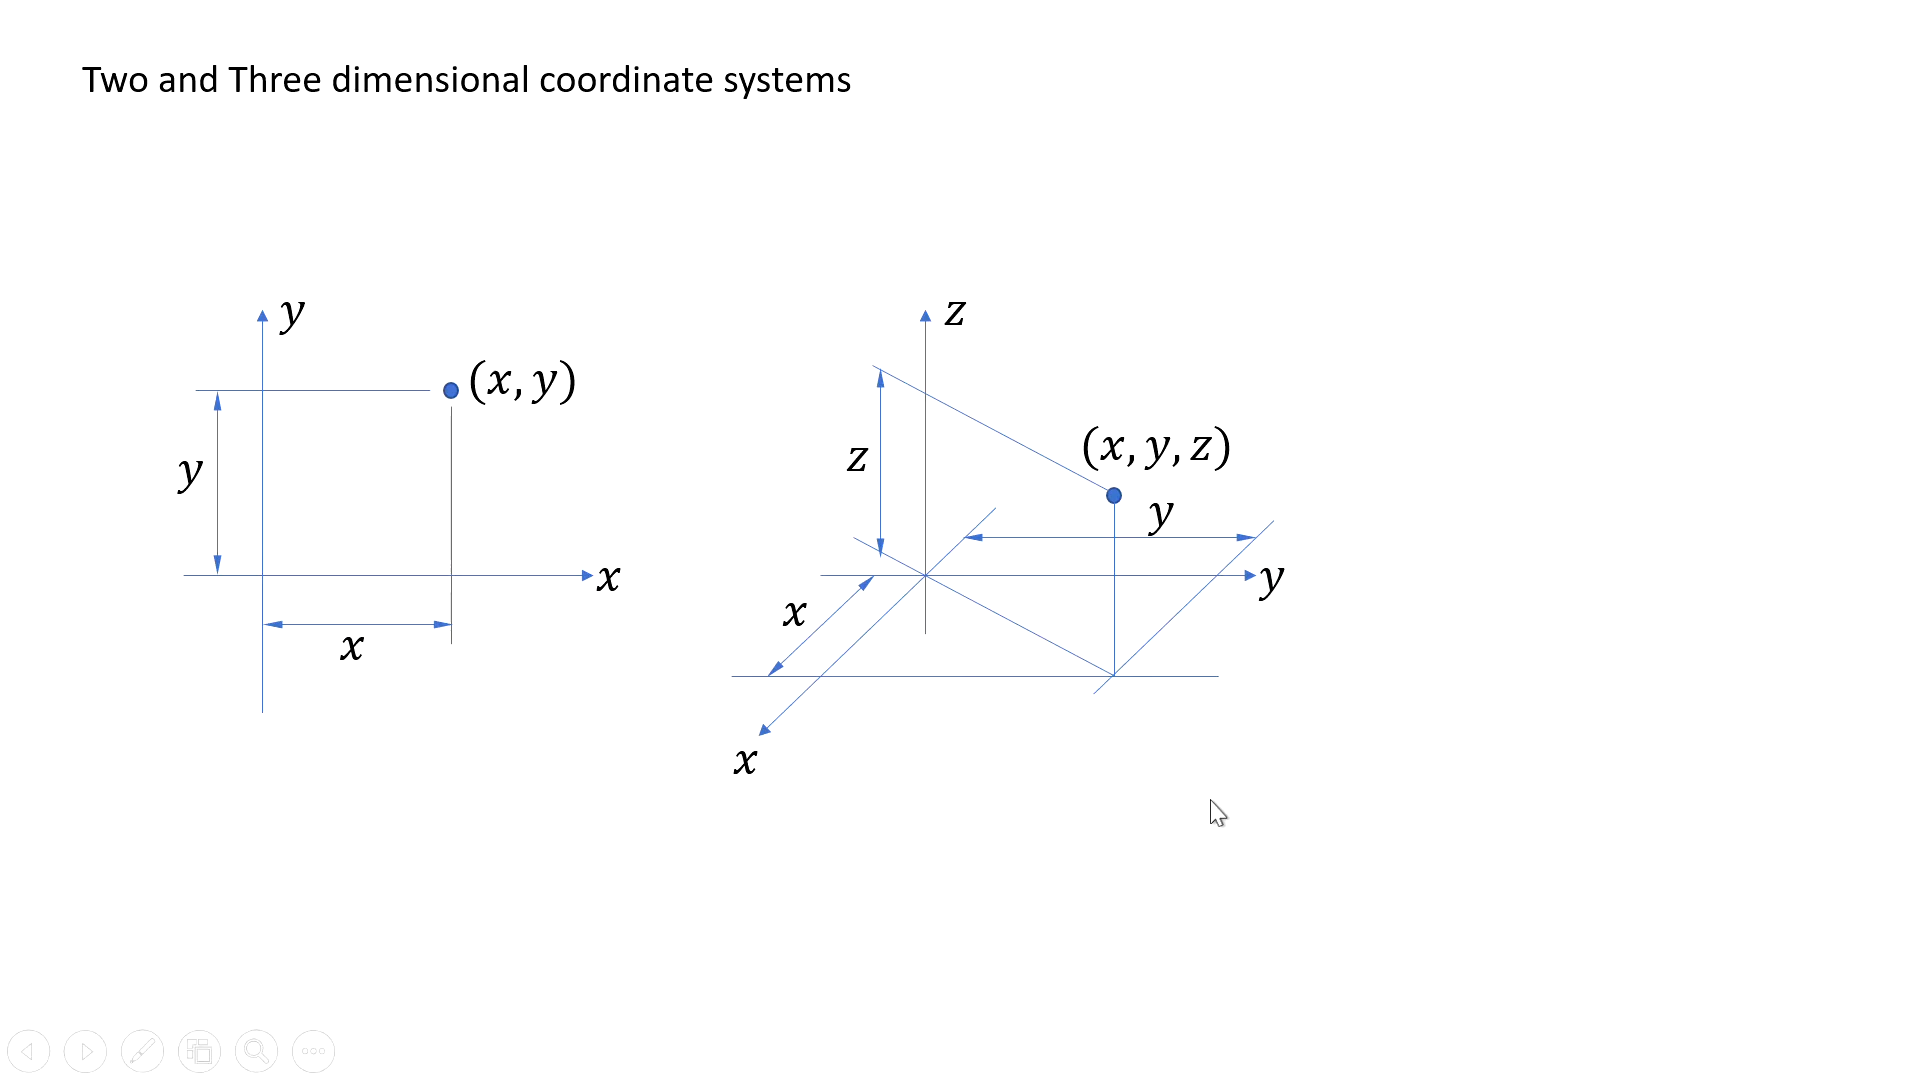 Two and Three dimensional coordinate systems
y
(x, y)
y
x
x
z
(x, y, z)
z
y
y
x
x